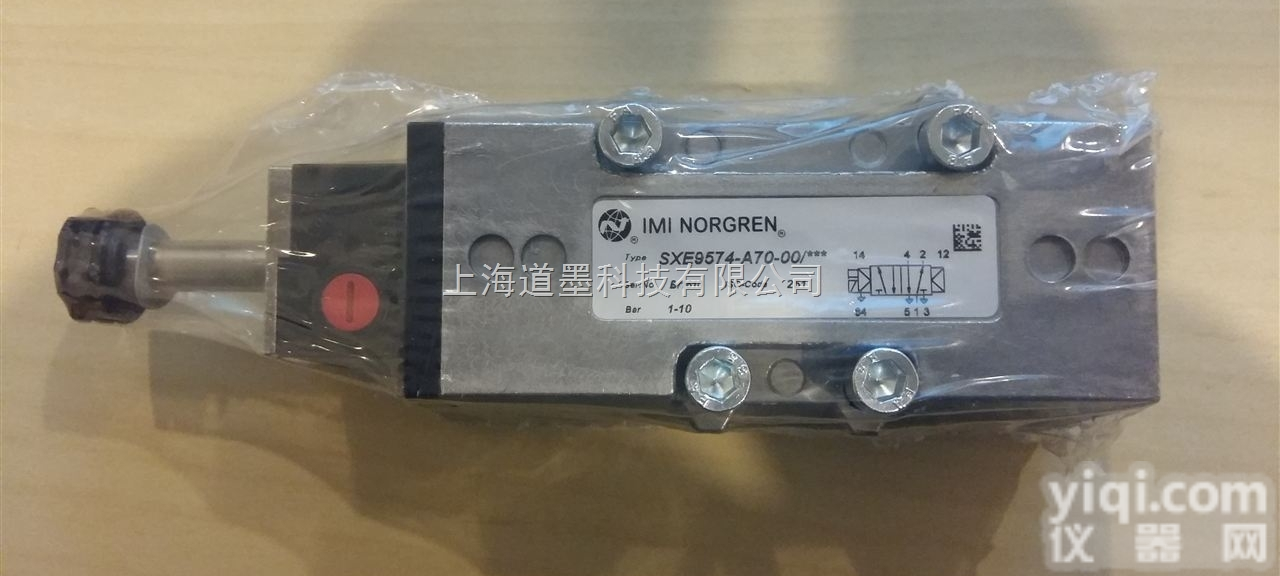 IMI NORGREN
Type SXE9574-A70-00/***
14 4 2 12
上海道墨科技有限公司
Bar 1-10
84 5 1 3
yiqi.com
仪器网